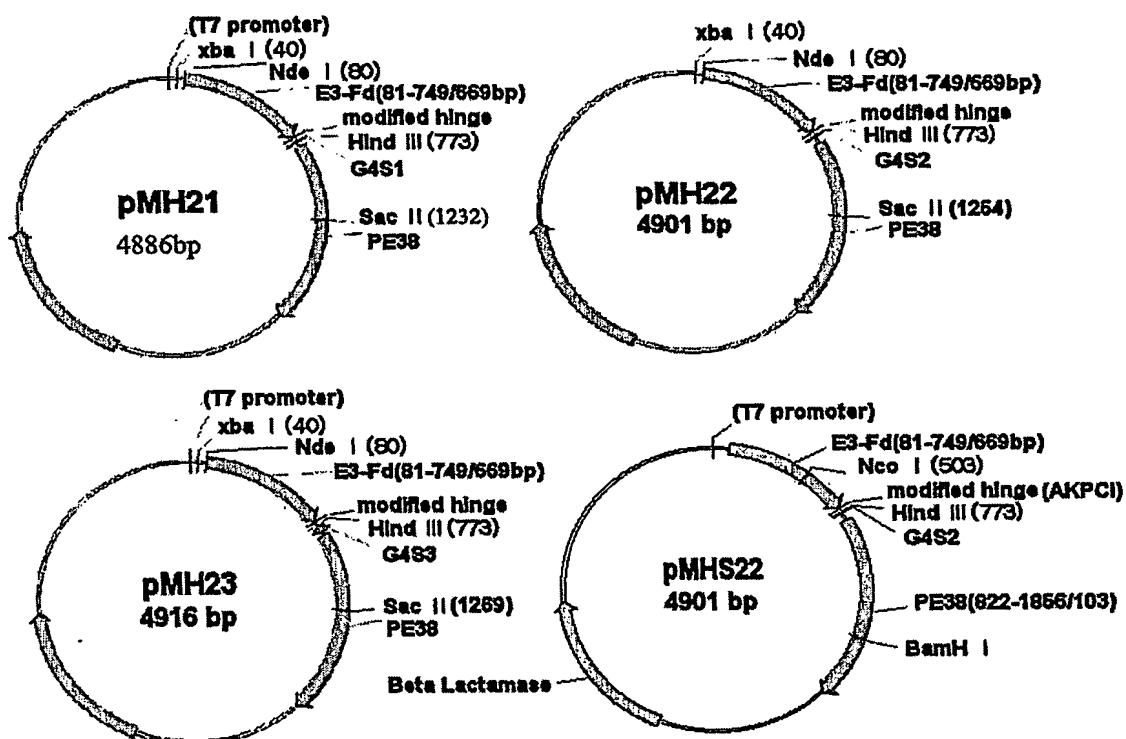 (T7 promoter)
xba I (40)
Nde I (80)
E3-Fd(81-749/669bp)
modified hinge
Hind III (773)
G4S1
pMH21
4886bp
Sac II (1232)
PE38
xba I (40)
Nde I (80)
E3-Fd(81-749/669bp)
modified hinge
Hind III (773)
G4S2
pMH22
4901 bp
Sac II (1254)
PE38
(T7 promoter)
xba I (40)
Nde I (80)
E3-Fd(81-749/669bp)
modified hinge
Hind III (773)
G4S3
pMH23
4916 bp
Sac II (1269)
PE38
(T7 promoter)
E3-Fd(81-749/669bp)
Nco I (503)
modified hinge (AKPCI)
Hind III (773)
G4S2
pMHS22
4901 bp
PE38(822-1856/103)
BamH I
Beta Lactamase